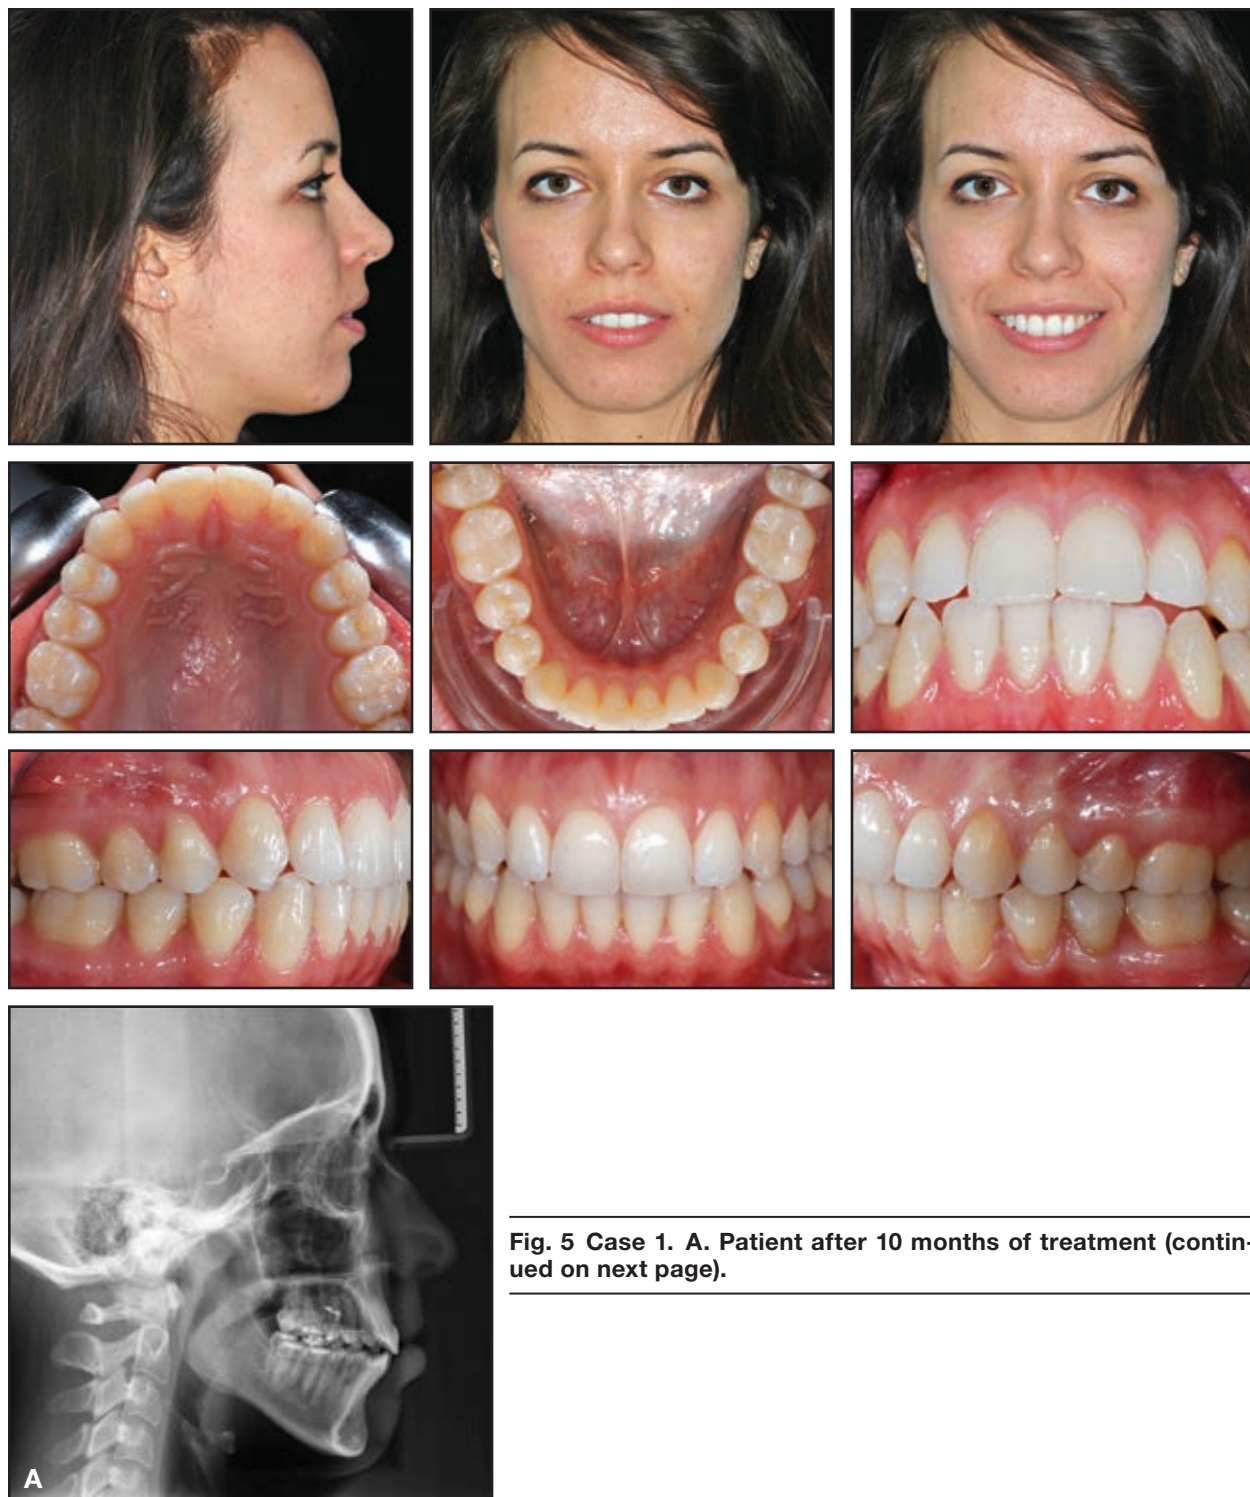 A
Fig. 5 Case 1. A. Patient after 10 months of treatment (contin-
ued on next page).